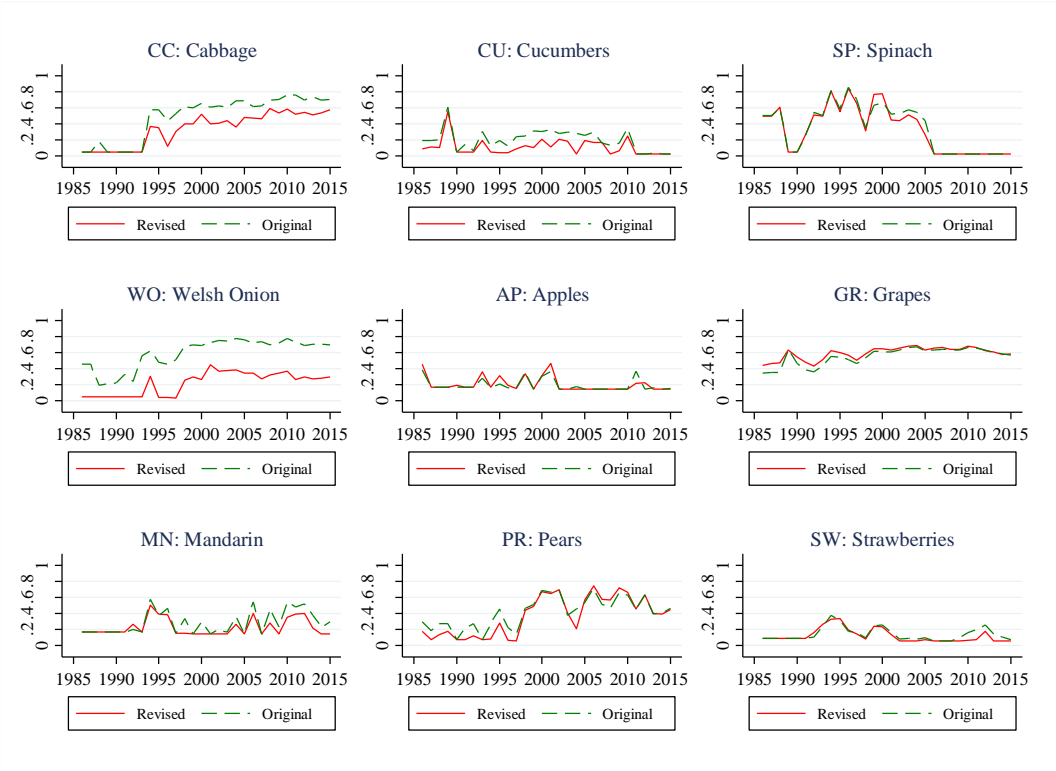 CC: Cabbage
0 .2 .4 .6 .8 1
1985 1990 1995 2000 2005 2010 2015
Revised Original
CU: Cucumbers
0 .2 .4 .6 .8 1
1985 1990 1995 2000 2005 2010 2015
Revised Original
SP: Spinach
0 .2 .4 .6 .8 1
1985 1990 1995 2000 2005 2010 2015
Revised Original
WO: Welsh Onion
0 .2 .4 .6 .8 1
1985 1990 1995 2000 2005 2010 2015
Revised Original
AP: Apples
0 .2 .4 .6 .8 1
1985 1990 1995 2000 2005 2010 2015
Revised Original
GR: Grapes
0 .2 .4 .6 .8 1
1985 1990 1995 2000 2005 2010 2015
Revised Original
MN: Mandarin
0 .2 .4 .6 .8 1
1985 1990 1995 2000 2005 2010 2015
Revised Original
PR: Pears
0 .2 .4 .6 .8 1
1985 1990 1995 2000 2005 2010 2015
Revised Original
SW: Strawberries
0 .2 .4 .6 .8 1
1985 1990 1995 2000 2005 2010 2015
Revised Original